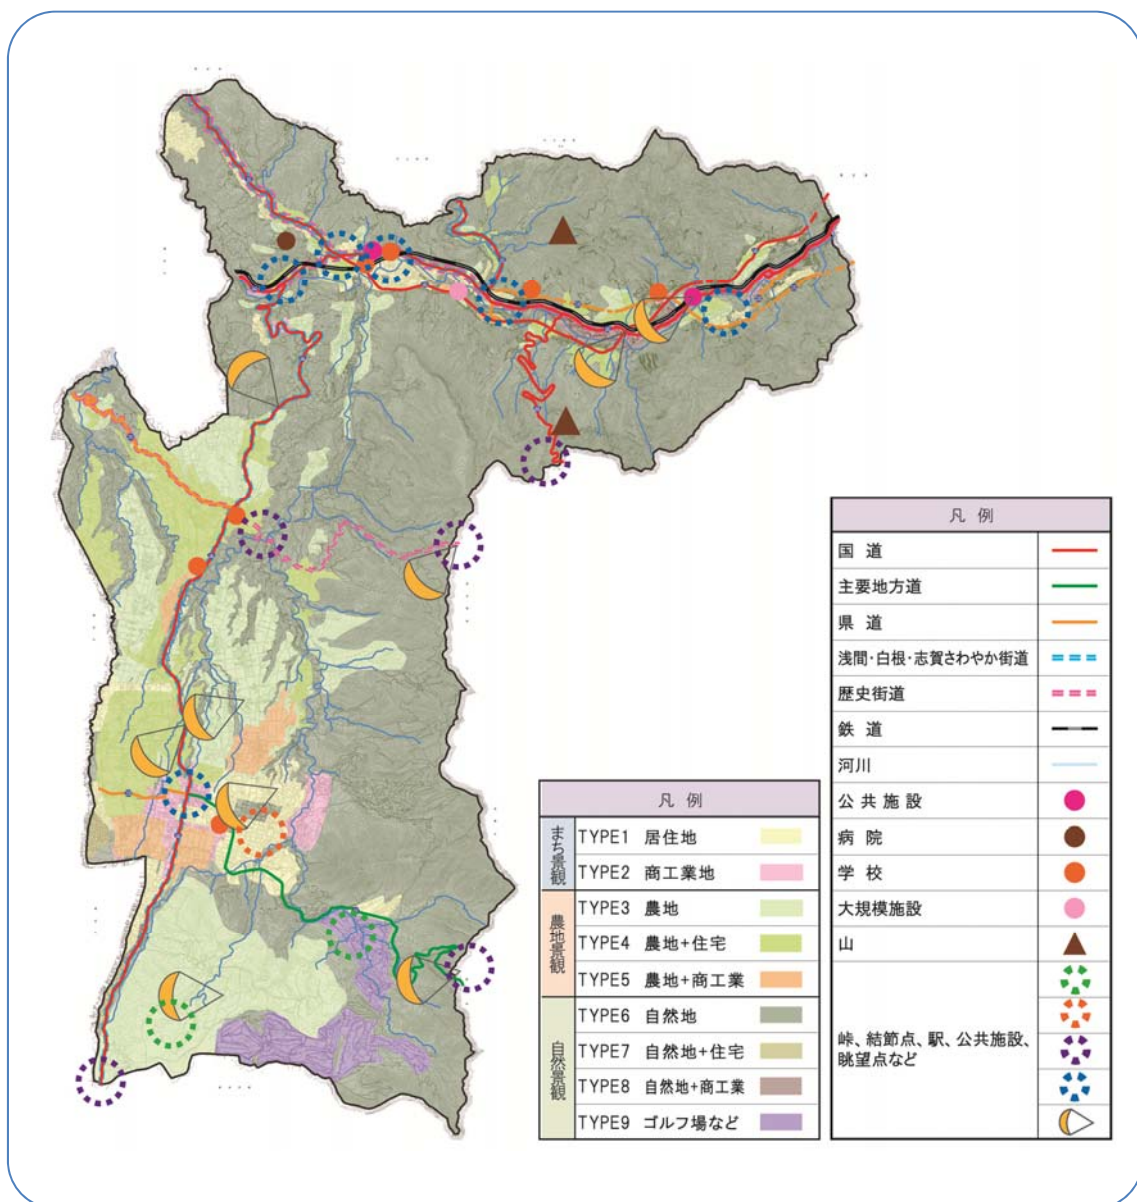 凡例
国道
主要地方道
県道
浅間・白根・志賀さわやか街道
歴史街道
鉄道
河川
公共施設
病院
学校
大規模施設
山
峠、結節点、駅、公共施設、
眺望点など
凡例
まち景観
TYPE1 居住地
TYPE2 商工業地
農地景観
TYPE3 農地
TYPE4 農地+住宅
TYPE5 農地+商工業
自然景観
TYPE6 自然地
TYPE7 自然地+住宅
TYPE8 自然地+商工業
TYPE9 ゴルフ場など